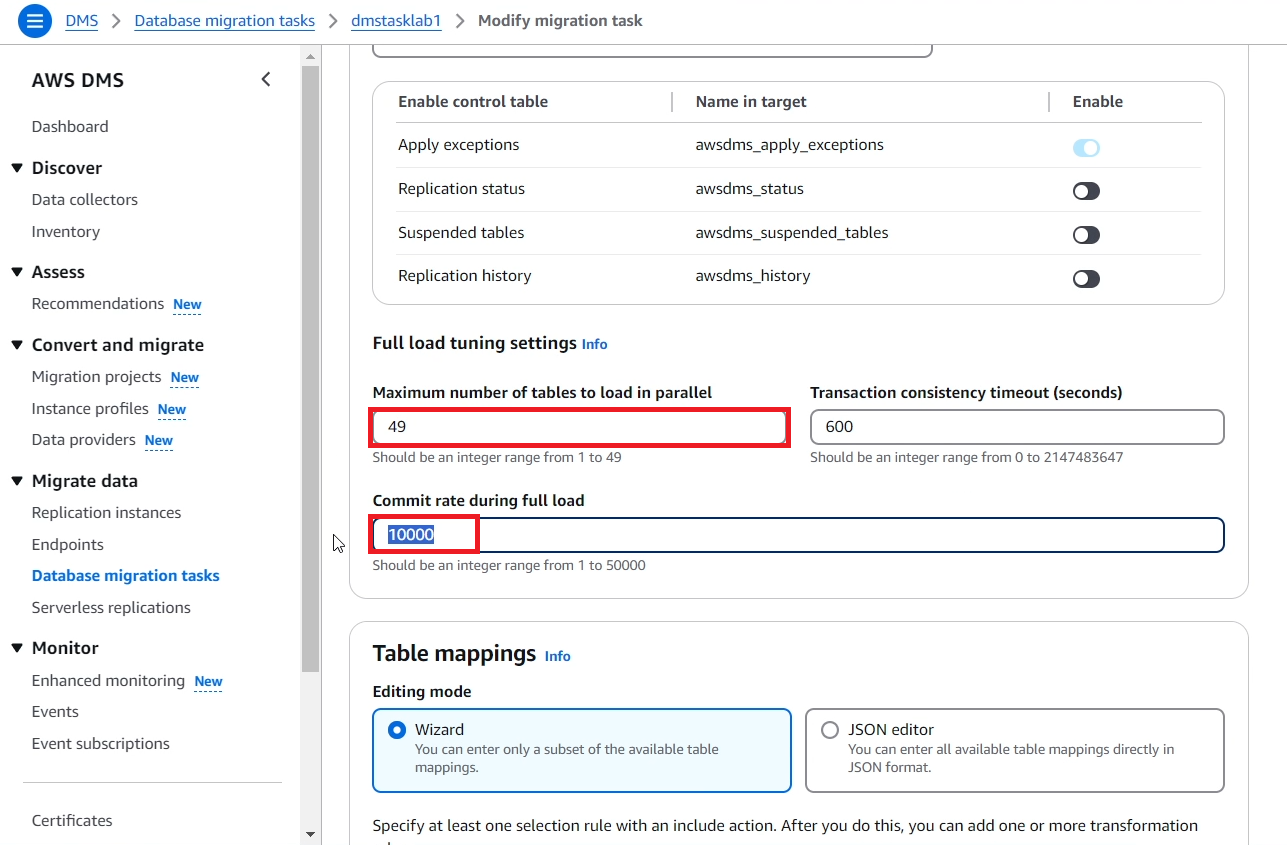 DMS > Database migration tasks > dmstasklab1 > Modify migration task
AWS DMS
Dashboard
Discover
Data collectors
Inventory
Assess
Recommendations New
Convert and migrate
Migration projects New
Instance profiles New
Data providers New
Migrate data
Replication instances
Endpoints
Database migration tasks
Serverless replications
Monitor
Enhanced monitoring New
Events
Event subscriptions
Certificates
Enable control table Name in target Enable
Apply exceptions awsdms_apply_exceptions
Replication status awsdms_status
Suspended tables awsdms_suspended_tables
Replication history awsdms_history
Full load tuning settings Info
Maximum number of tables to load in parallel
49
Should be an integer range from 1 to 49
Transaction consistency timeout (seconds)
600
Should be an integer range from 0 to 2147483647
Commit rate during full load
10000
Should be an integer range from 1 to 50000
Table mappings Info
Editing mode
Wizard
You can enter only a subset of the available table
mappings.
JSON editor
You can enter all available table mappings directly in
JSON format.
Specify at least one selection rule with an include action. After you do this, you can add one or more transformation